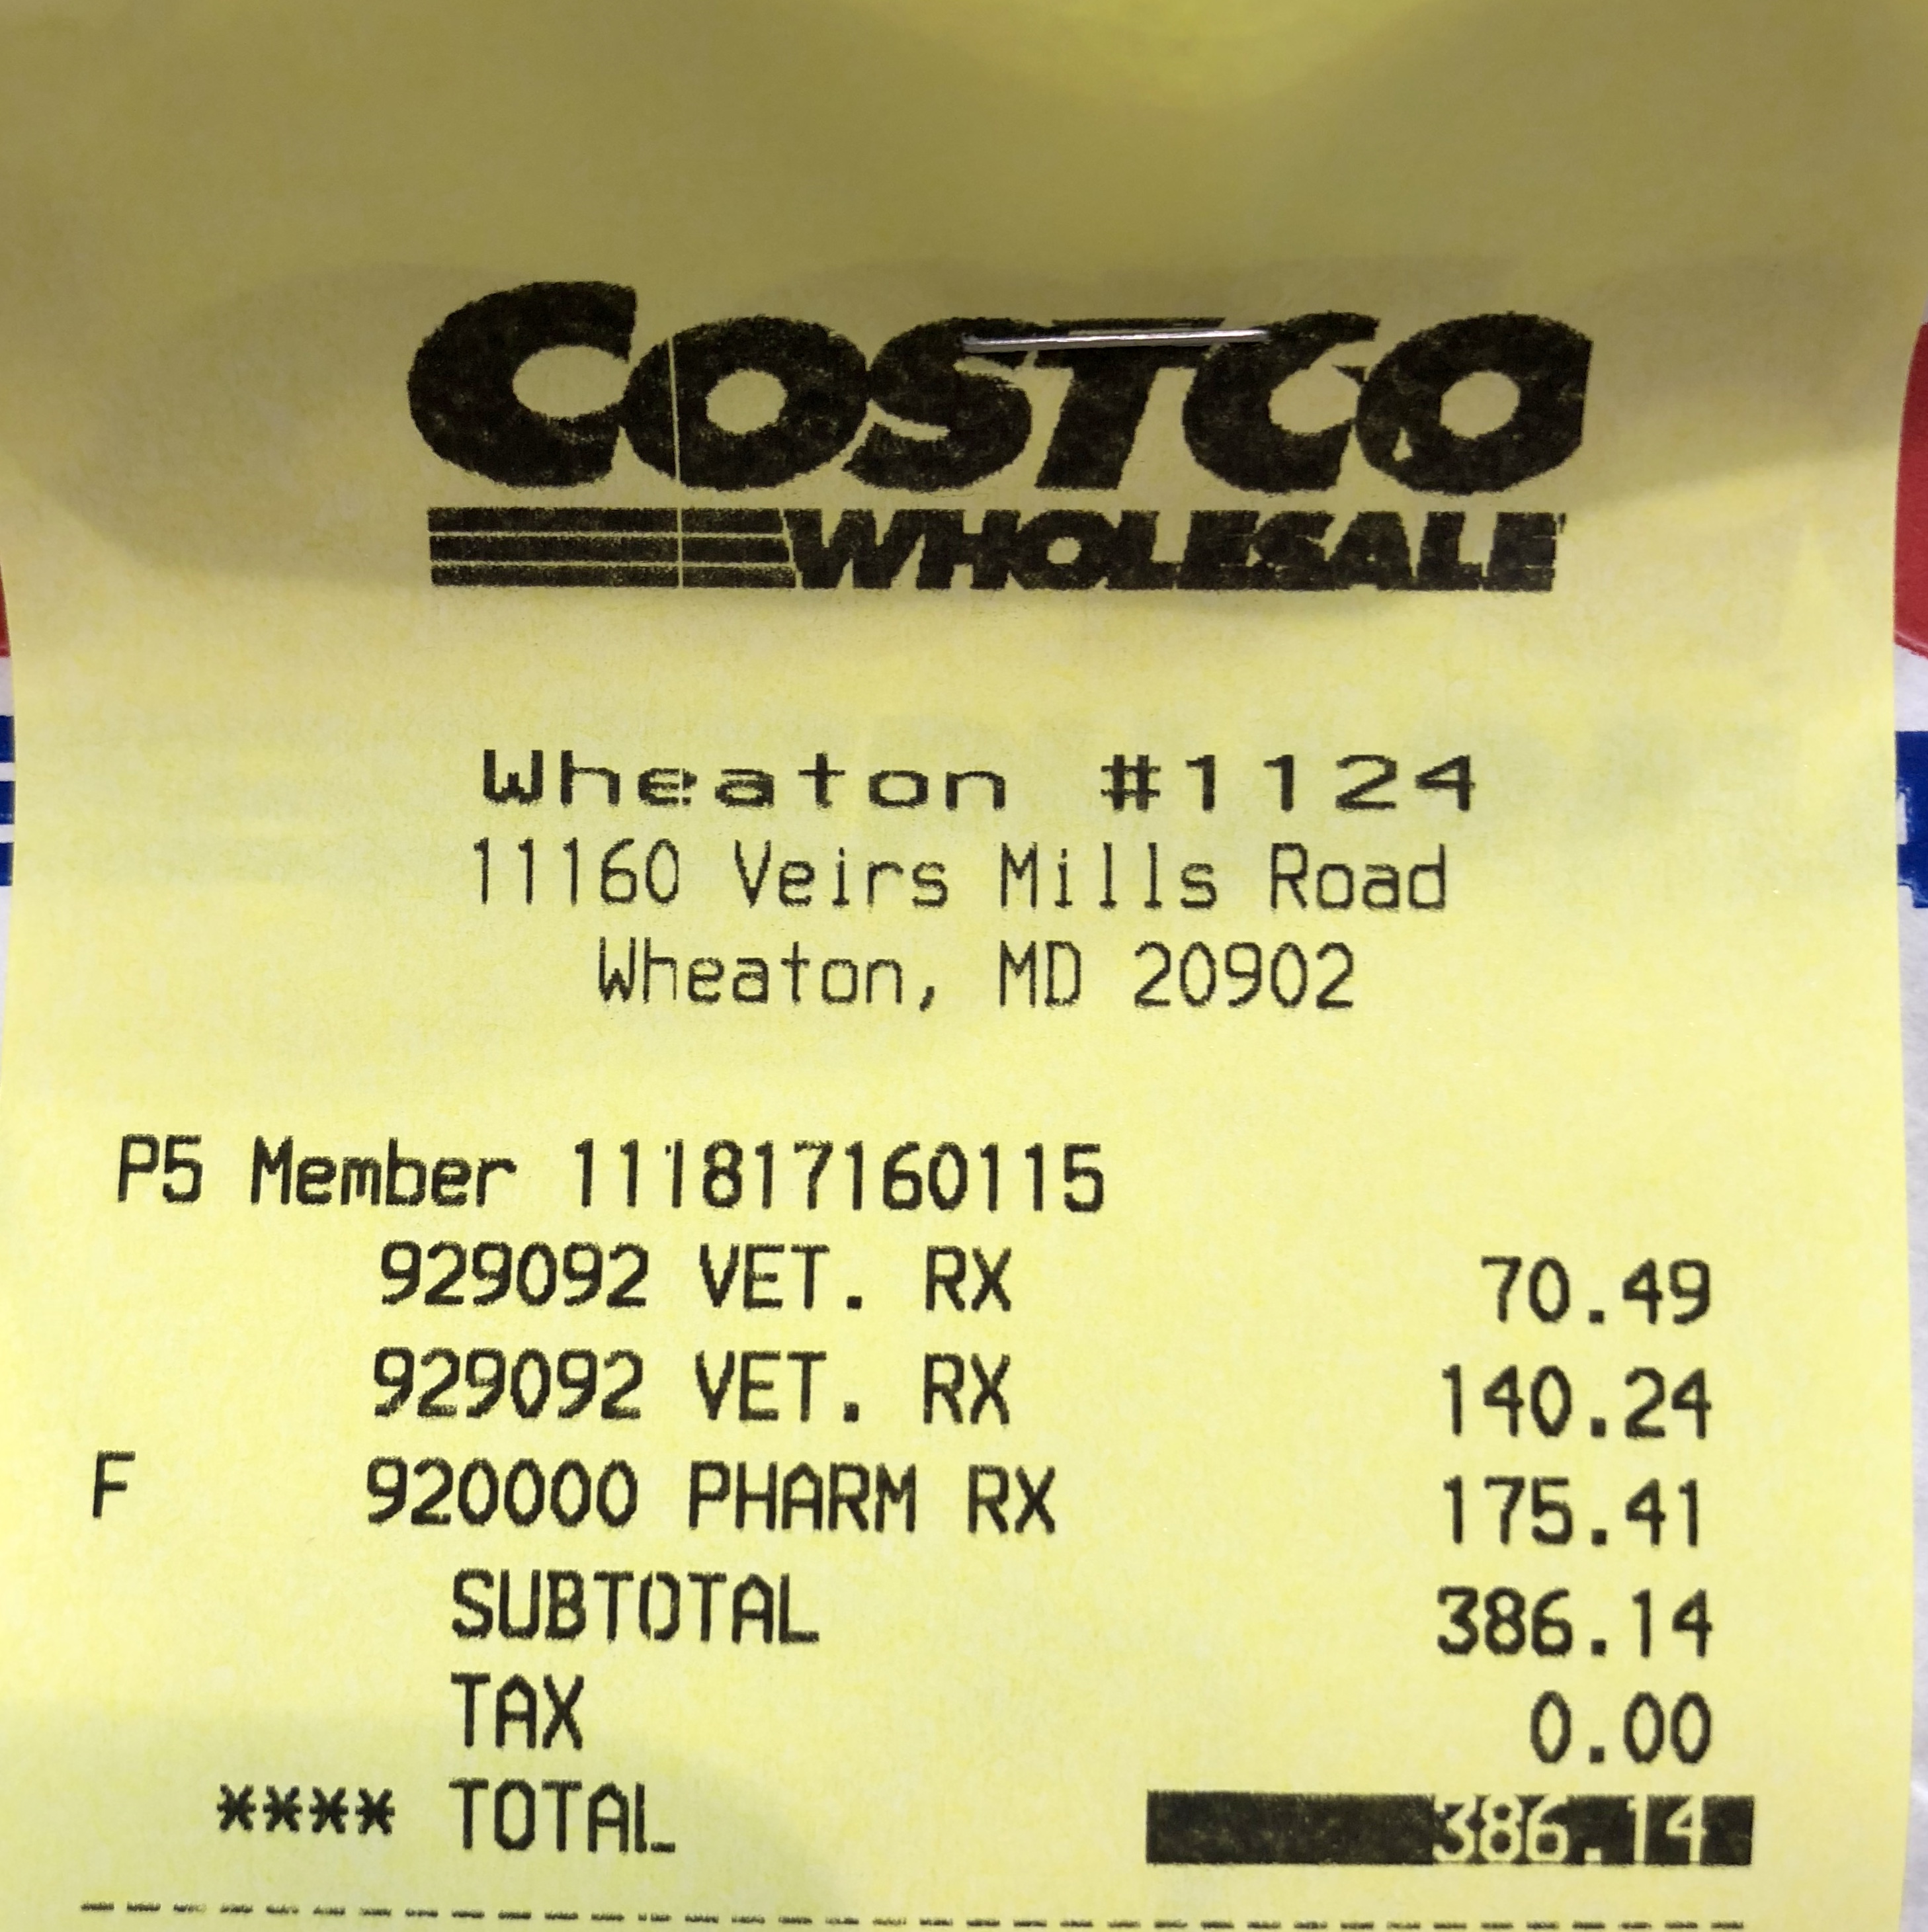 COSTCO
WHOLESALE
Wheaton #1124
11160 Veirs Mills Road
Wheaton, MD 20902
P5 Member 111817160115
929092 VET. RX 70.49
929092 VET. RX 140.24
F 920000 PHARM RX 175.41
SUBTOTAL 386.14
TAX 0.00
**** TOTAL 386.14